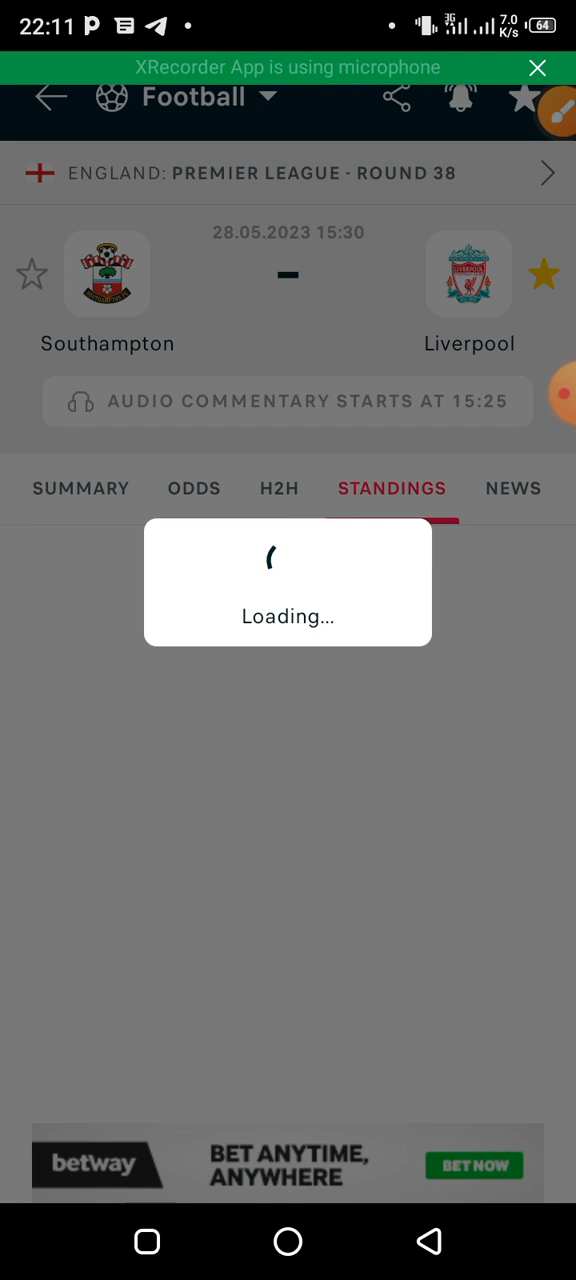 22:11
3G
7.0
K/s
64
XRecorder App is using microphone
Football
ENGLAND: PREMIER LEAGUE - ROUND 38
28.05.2023 15:30
-
Southampton
Liverpool
AUDIO COMMENTARY STARTS AT 15:25
SUMMARY ODDS H2H STANDINGS NEWS
Loading...
betway
BET ANYTIME,
ANYWHERE
BET NOW